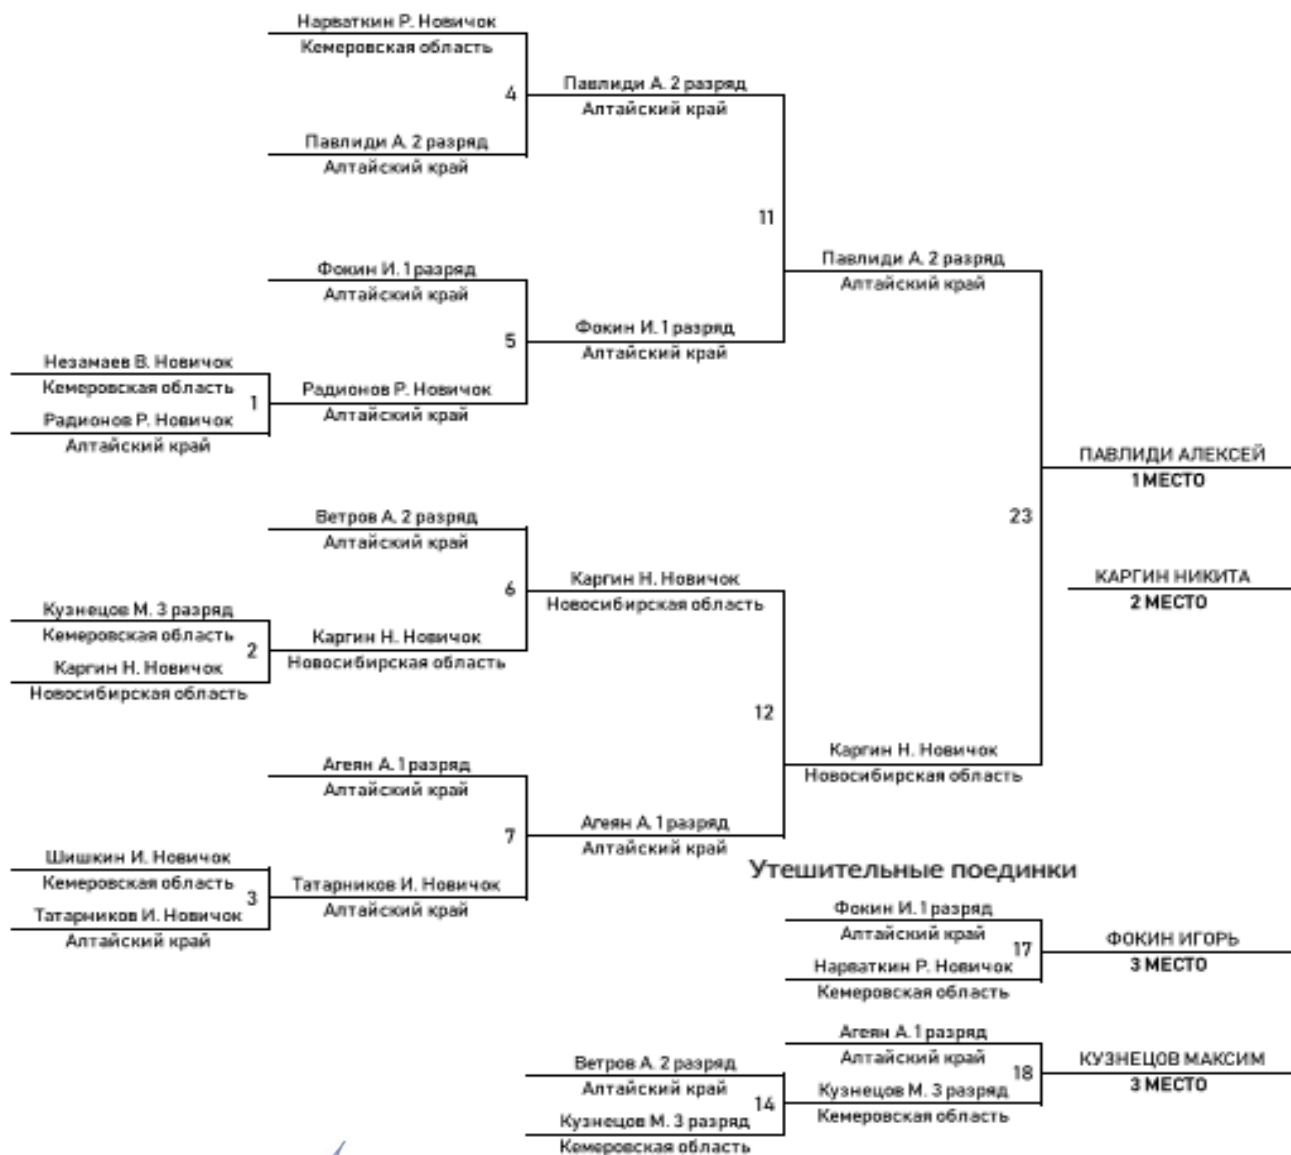 Нарваткин Р. Новичок
Кемеровская область
4
Павлиди А. 2 разряд
Алтайский край
Павлиди А. 2 разряд
Алтайский край
11
Фокин И. 1 разряд
Алтайский край
5
Фокин И. 1 разряд
Алтайский край
Незамаев В. Новичок
Кемеровская область
1
Радионов Р. Новичок
Алтайский край
Радионов Р. Новичок
Алтайский край
Павлиди А. 2 разряд
Алтайский край
23
ПАВЛИДИ АЛЕКСЕЙ
1 МЕСТО
КАРГИН НИКИТА
2 МЕСТО
Ветров А. 2 разряд
Алтайский край
6
Каргин Н. Новичок
Новосибирская область
Кузнецов М. 3 разряд
Кемеровская область
2
Каргин Н. Новичок
Новосибирская область
Каргин Н. Новичок
Новосибирская область
12
Каргин Н. Новичок
Новосибирская область
Агеян А. 1 разряд
Алтайский край
7
Агеян А. 1 разряд
Алтайский край
Шишкин И. Новичок
Кемеровская область
3
Татарников И. Новичок
Алтайский край
Татарников И. Новичок
Алтайский край
Утешительные поединки
Фокин И. 1 разряд
Алтайский край
17
Нарваткин Р. Новичок
Кемеровская область
ФОКИН ИГОРЬ
3 МЕСТО
Агеян А. 1 разряд
Алтайский край
18
Кузнецов М. 3 разряд
Кемеровская область
КУЗНЕЦОВ МАКСИМ
3 МЕСТО
Ветров А. 2 разряд
Алтайский край
14
Кузнецов М. 3 разряд
Кемеровская область